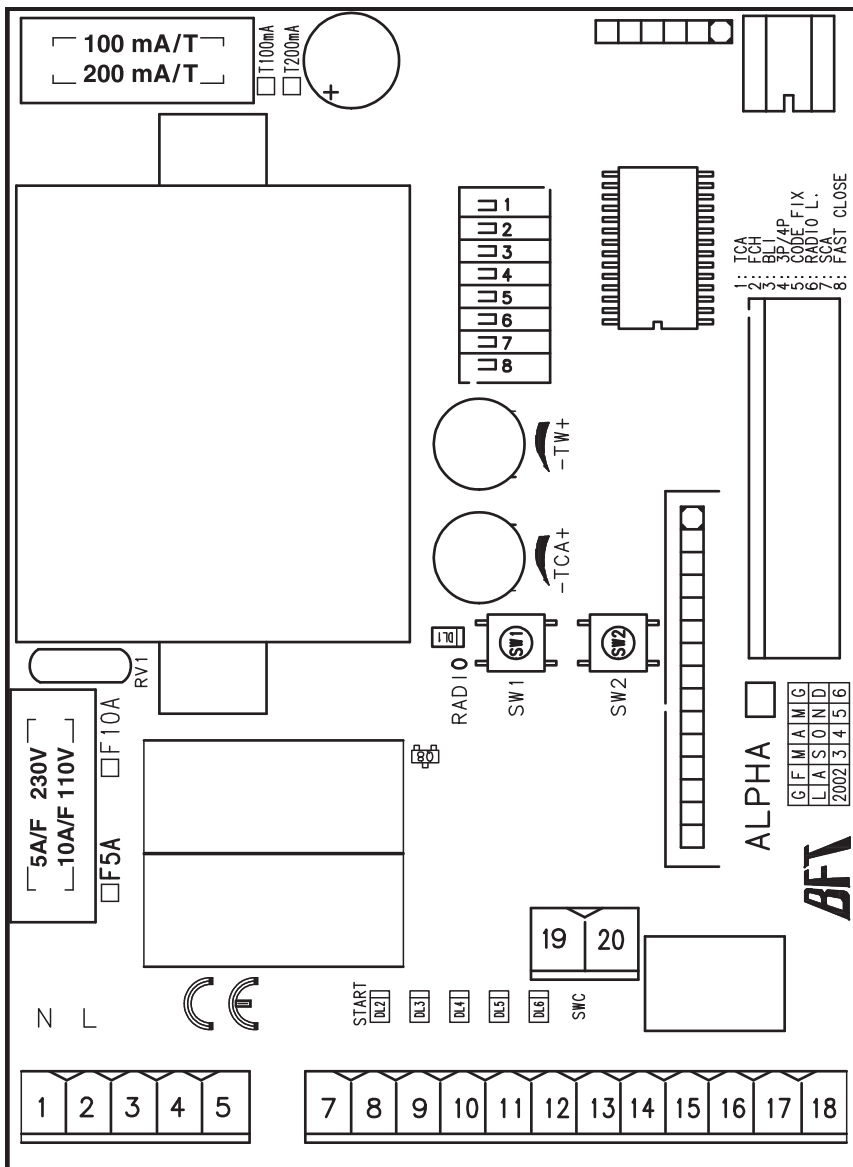 100 mA/T
200 mA/T
T100mA
T200mA
+
1
2
3
4
5
6
7
8
1: TCA
2: FCH
3: BLI
4: 3P/4P
5: CODE FIX
6: RADIO L.
7: SCA
8: FAST CLOSE
-TW+
-TCA+
DL1
RADIO
SW1
SW1
SW2
SW2
RV1
5A/F 230V
10A/F 110V
F10A
F5A
Q8
ALPHA
G F M A M G
L A S O N D
2002 3 4 5 6
BFT
19 20
N L
CE
START
DL2
DL3
DL4
DL5
DL6
SWC
1 2 3 4 5
7 8 9 10 11 12 13 14 15 16 17 18